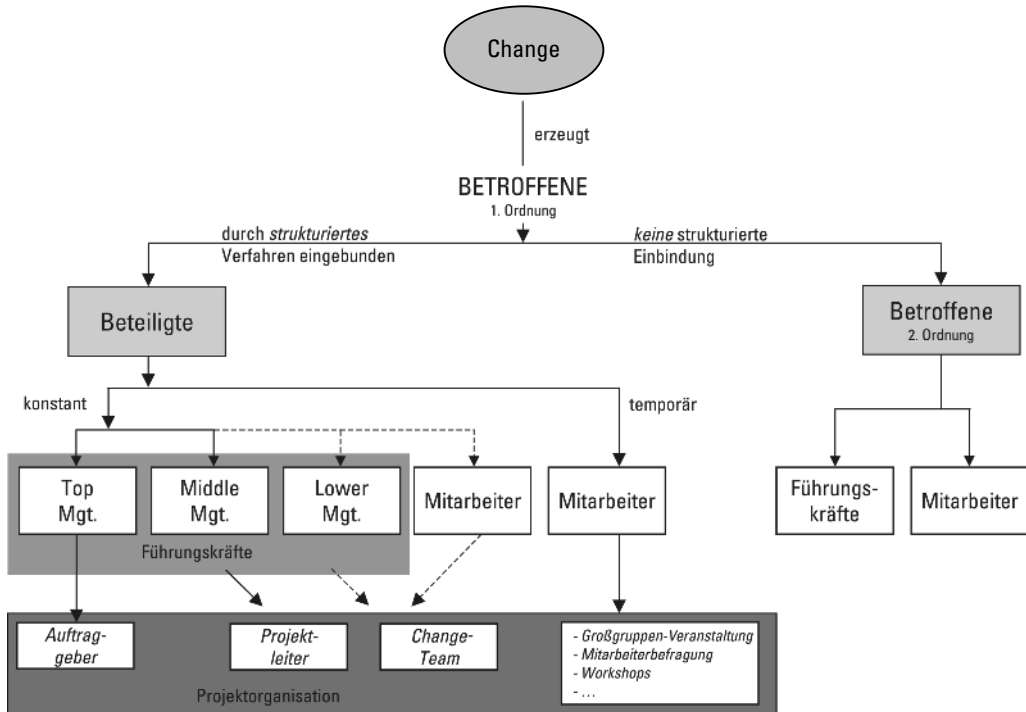 Change
erzeugt
BETROFFENE
1. Ordnung
durch strukturiertes
Verfahren eingebunden
keine strukturierte
Einbindung
Beteiligte
Betroffene
2. Ordnung
konstant
temporär
Top
Mgt.
Middle
Mgt.
Lower
Mgt.
Mitarbeiter
Mitarbeiter
Führungs-
kräfte
Mitarbeiter
Führungskräfte
Auftrag-
geber
Projekt-
leiter
Change-
Team
- Großgruppen-Veranstaltung
- Mitarbeiterbefragung
- Workshops
- ...
Projektorganisation